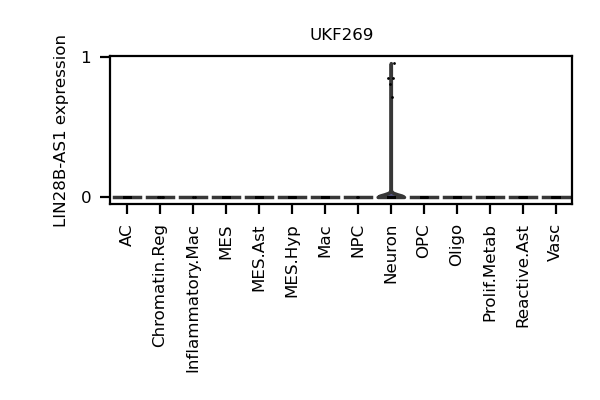 UKF269
LIN28B-AS1 expression
1
0
AC
Chromatin.Reg
Inflammatory.Mac
MES
MES.Ast
MES.Hyp
Mac
NPC
Neuron
OPC
Oligo
Prolif.Metab
Reactive.Ast
Vasc